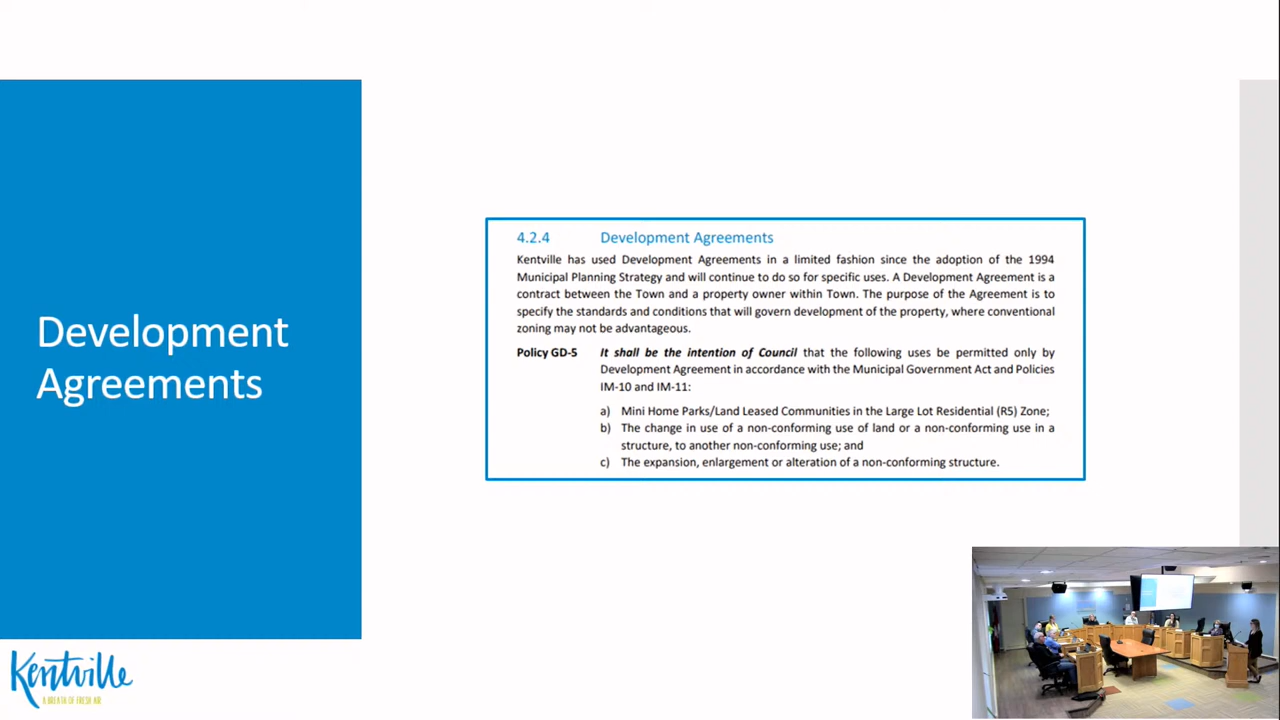 Development
Agreements
4.2.4 Development Agreements
Kentville has used Development Agreements in a limited fashion since the adoption of the 1994
Municipal Planning Strategy and will continue to do so for specific uses. A Development Agreement is a
contract between the Town and a property owner within Town. The purpose of the Agreement is to
specify the standards and conditions that will govern development of the property, where conventional
zoning may not be advantageous.
Policy GD-5 It shall be the intention of Council that the following uses be permitted only by
Development Agreement in accordance with the Municipal Government Act and Policies
IM-10 and IM-11:
a) Mini Home Parks/Land Leased Communities in the Large Lot Residential (R5) Zone;
b) The change in use of a non-conforming use of land or a non-conforming use in a
structure, to another non-conforming use; and
c) The expansion, enlargement or alteration of a non-conforming structure.
Kentville
A BREATH OF FRESH AIR